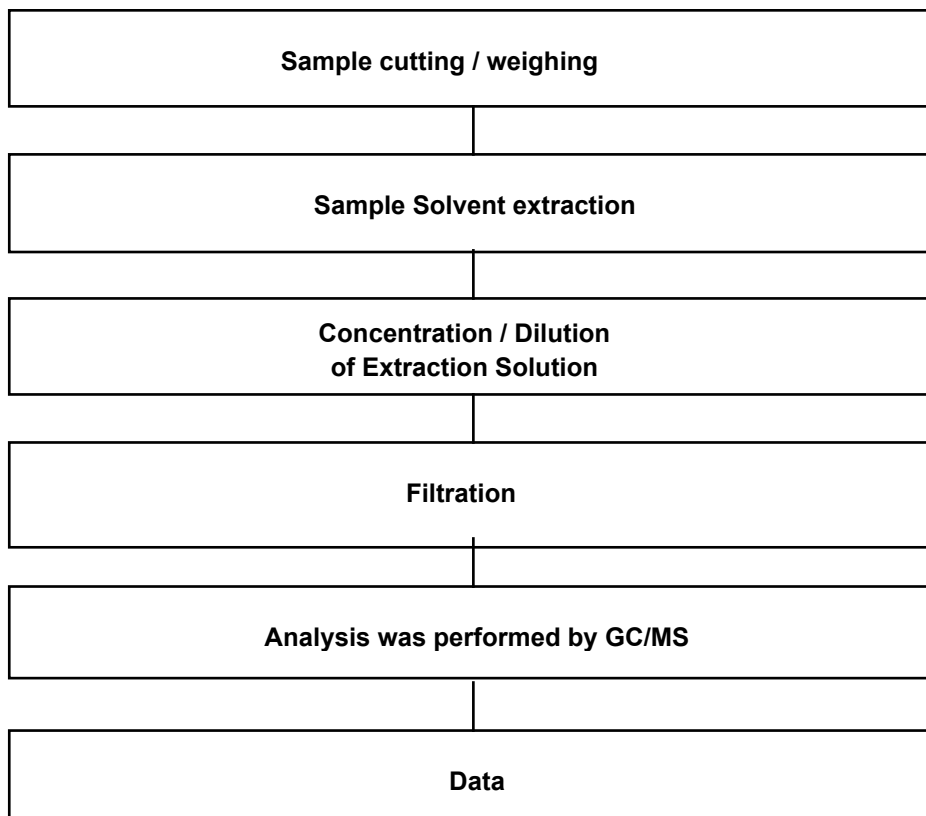 Sample cutting / weighing
Sample Solvent extraction
Concentration / Dilution
of Extraction Solution
Filtration
Analysis was performed by GC/MS
Data